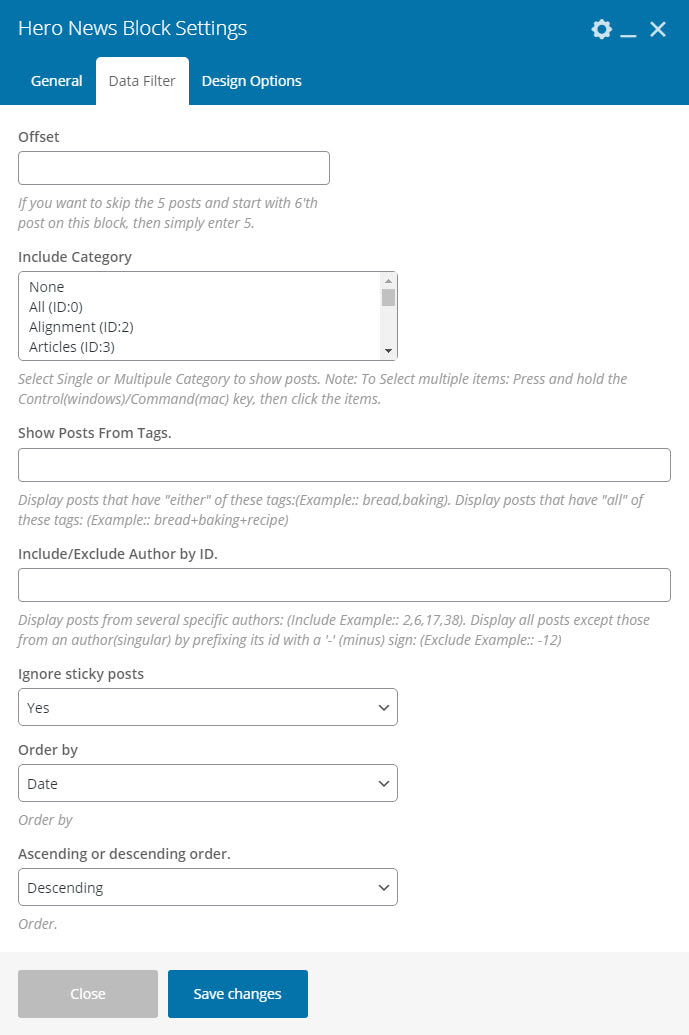 Hero News Block Settings
General Data Filter Design Options
Offset
If you want to skip the 5 posts and start with 6'th
post on this block, then simply enter 5.
Include Category
None
All (ID:0)
Alignment (ID:2)
Articles (ID:3)
Select Single or Multipule Category to show posts. Note: To Select multiple items: Press and hold the
Control(windows)/Command(mac) key, then click the items.
Show Posts From Tags.
Display posts that have "either" of these tags:(Example:: bread,baking). Display posts that have "all" of
these tags: (Example:: bread+baking+recipe)
Include/Exclude Author by ID.
Display posts from several specific authors: (Include Example:: 2,6,17,38). Display all posts except those
from an author(singular) by prefixing its id with a '-' (minus) sign: (Exclude Example:: -12)
Ignore sticky posts
Yes
Order by
Date
Order by
Ascending or descending order.
Descending
Order.
Close Save changes